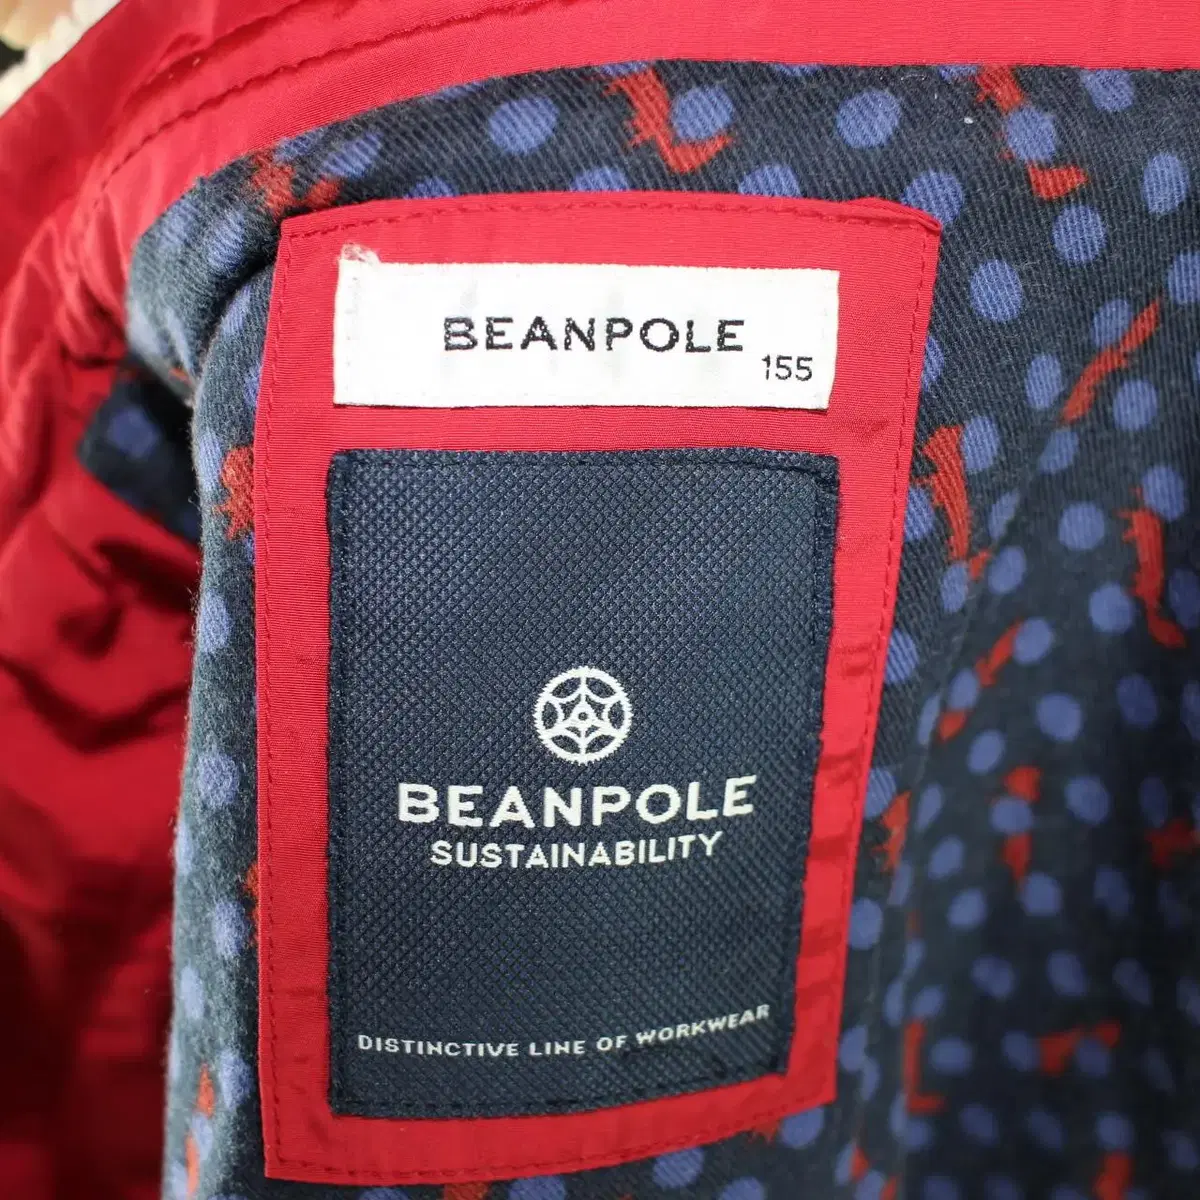 BEANPOLE
155
BEANPOLE
SUSTAINABILITY
DISTINCTIVE LINE OF WORKWEAR